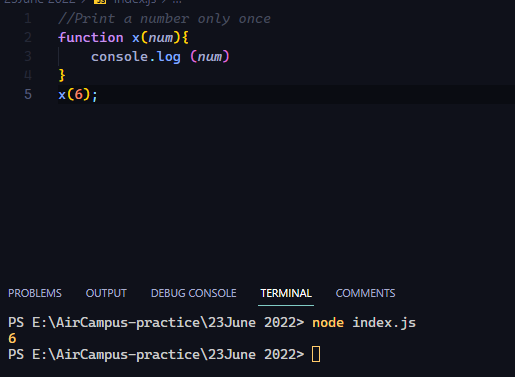 23June 2022 > JS index.js > ...
1 //Print a number only once
2 function x(num){
3 console.log (num)
4 }
5 x(6);
PROBLEMS OUTPUT DEBUG CONSOLE TERMINAL COMMENTS
PS E:\AirCampus-practice\23June 2022> node index.js
6
PS E:\AirCampus-practice\23June 2022>